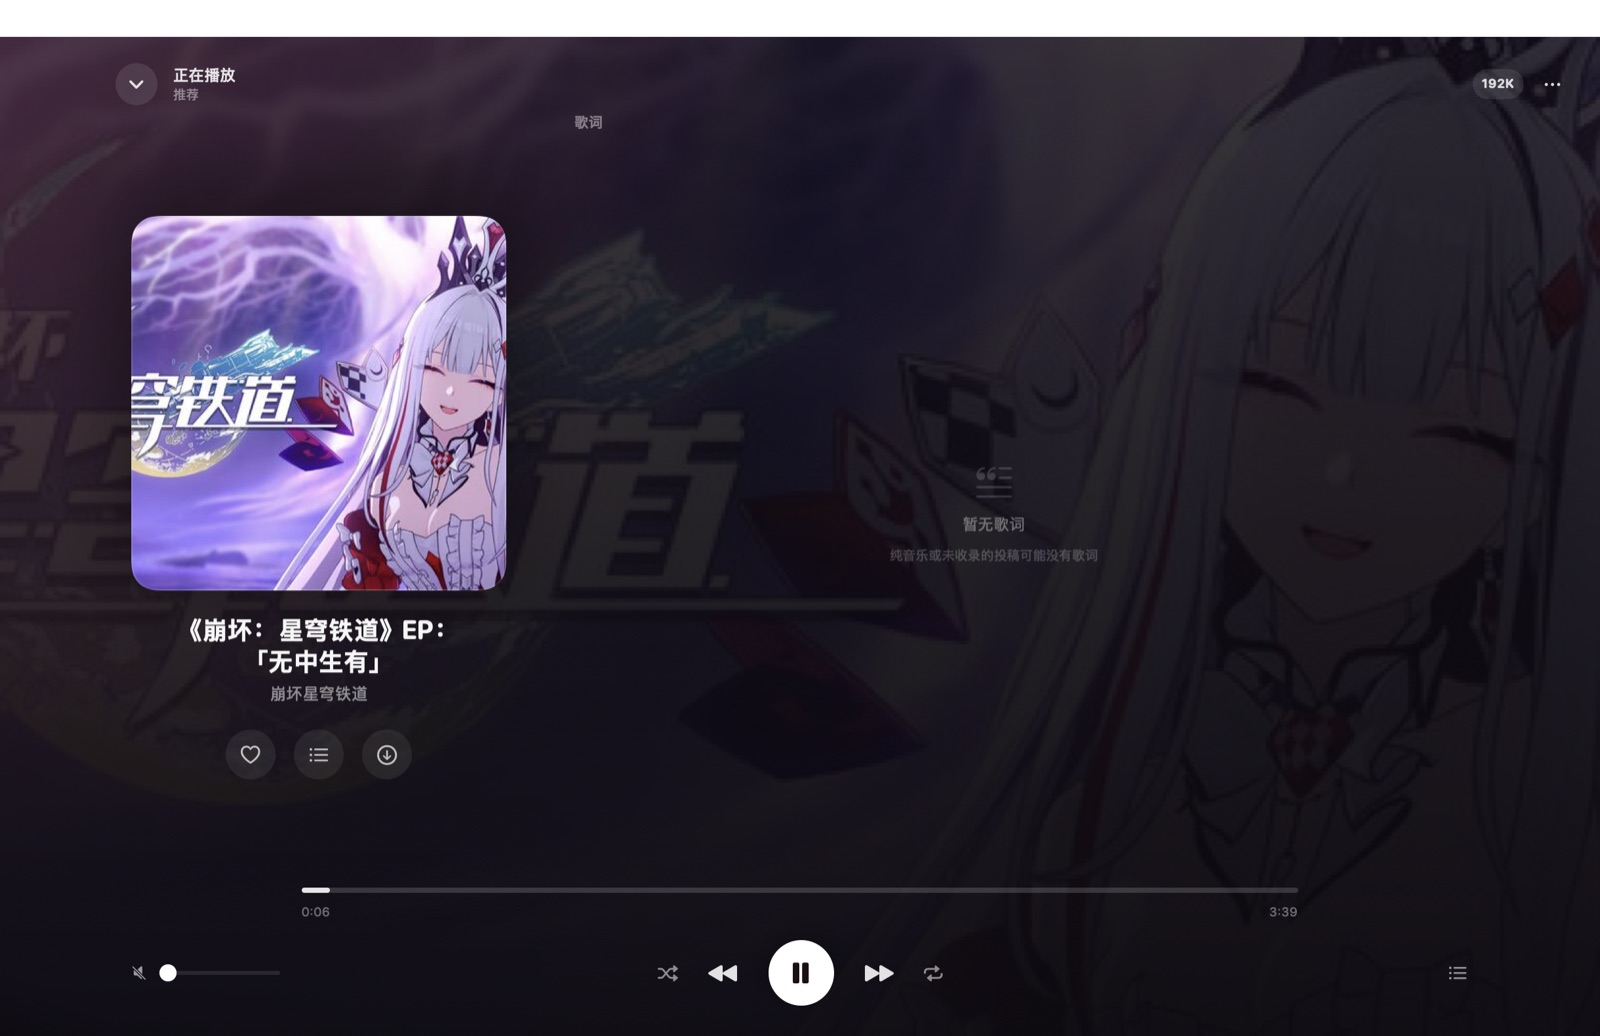 正在播放
推荐
192K
歌词
穹铁道
《崩坏：星穹铁道》EP：
「无中生有」
崩坏星穹铁道
暂无歌词
纯音乐或未收录的投稿可能没有歌词
0:06
3:39